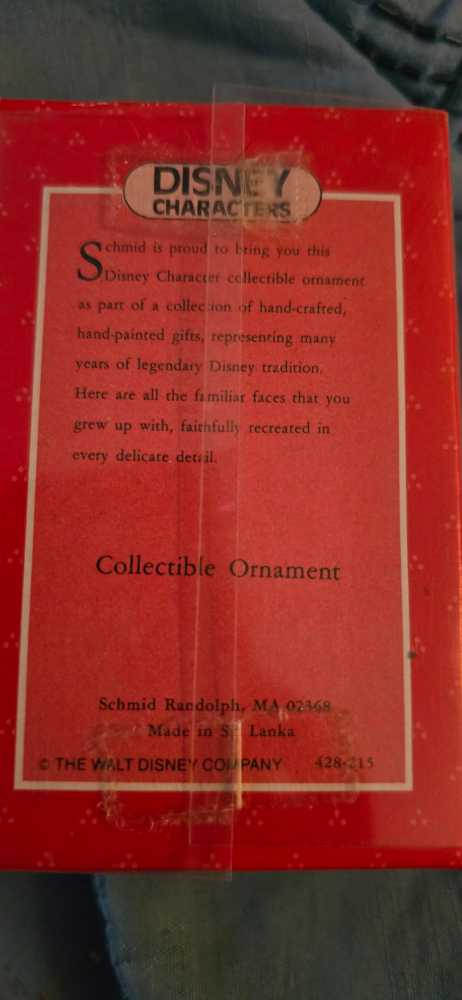 DISNEY
CHARACTERS
Schmid is proud to bring you this
Disney Character collectible ornament
as part of a collection of hand-crafted,
hand-painted gifts, representing many
years of legendary Disney tradition.
Here are all the familiar faces that you
grew up with, faithfully recreated in
every delicate detail.
Collectible Ornament
Schmid Randolph, MA 02368
Made in Sri Lanka
© THE WALT DISNEY COMPANY 428-215